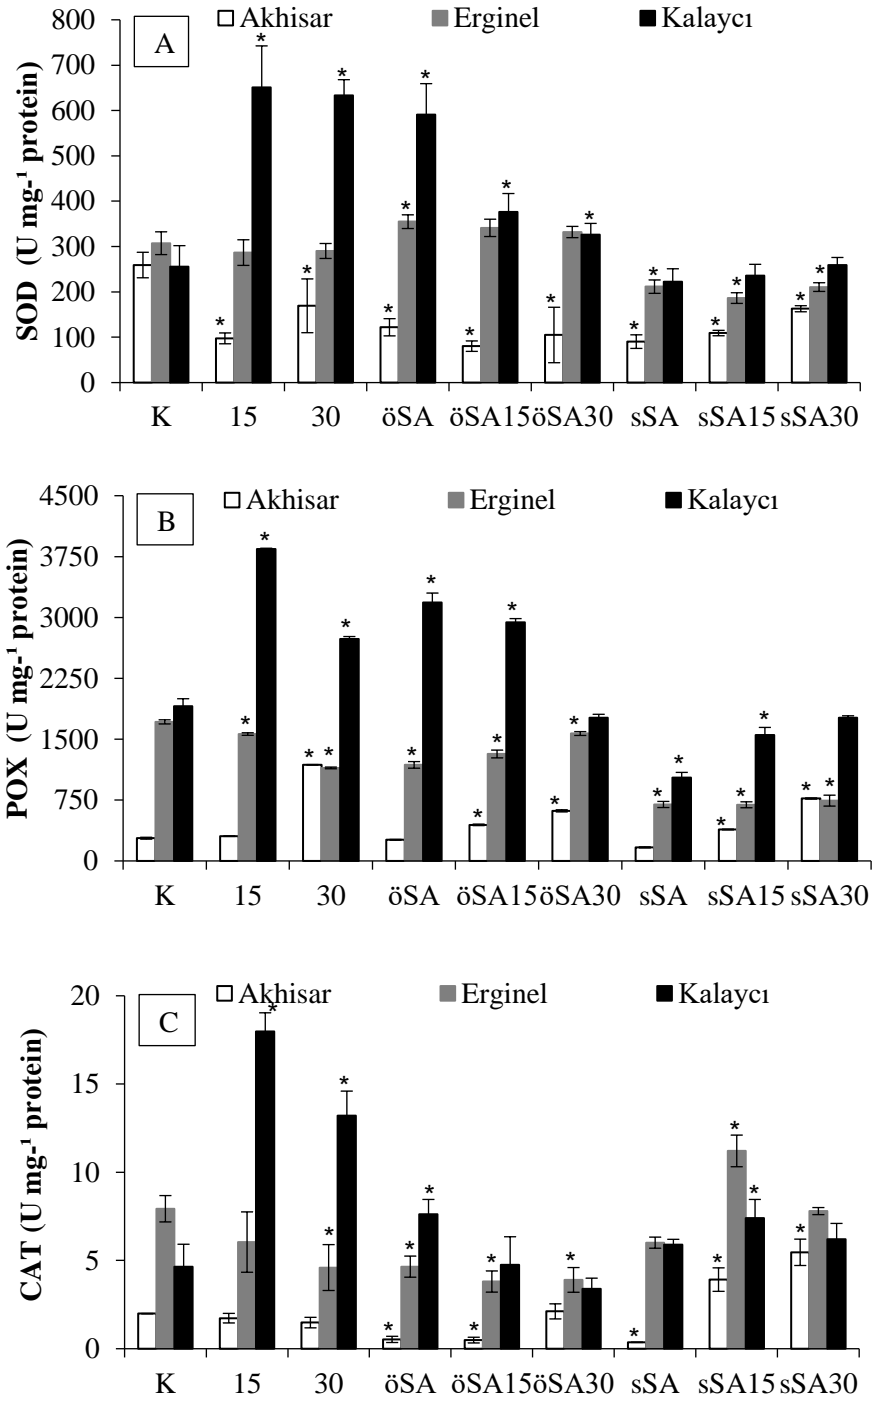 A
Akhisar Erginel Kalaycı
SOD (U mg-¹ protein)
800
700
600
500
400
300
200
100
0
* * * * * * * * * * * * * * *
K 15 30 öSA öSA15 öSA30 sSA sSA15 sSA30
B
Akhisar Erginel Kalaycı
POX (U mg-¹ protein)
4500
3750
3000
2250
1500
750
0
* * * * * * * * * * * * * * * * * *
K 15 30 öSA öSA15 öSA30 sSA sSA15 sSA30
C
Akhisar Erginel Kalaycı
CAT (U mg-¹ protein)
20
15
10
5
0
* * * * * * * * * * * * * *
K 15 30 öSA öSA15 öSA30 sSA sSA15 sSA30